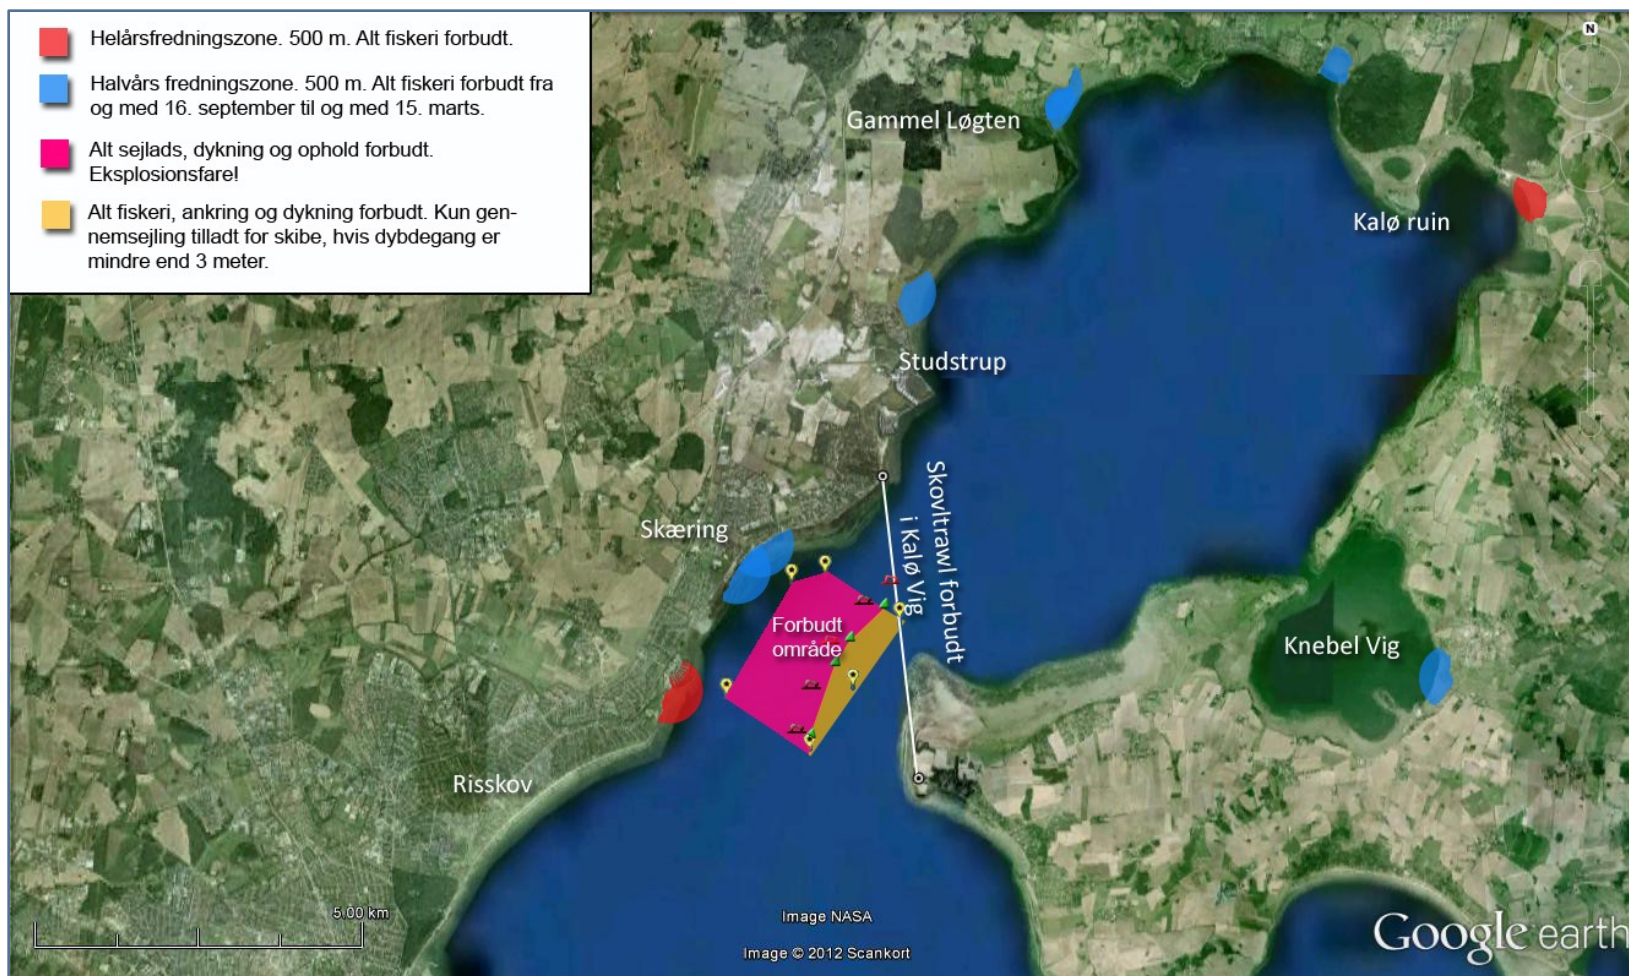 Helårsfredningszone. 500 m. Alt fiskeri forbudt.
Halvårs fredningszone. 500 m. Alt fiskeri forbudt fra
og med 16. september til og med 15. marts.
Alt sejlads, dykning og ophold forbudt.
Eksplosionsfare!
Alt fiskeri, ankring og dykning forbudt. Kun gen-
nemsejling tilladt for skibe, hvis dybdegang er
mindre end 3 meter.
N
Gammel Løgten
Kalø ruin
Studstrup
Skæring
Skovltrawl forbudt
i Kalø Vig
Forbudt
område
Knebel Vig
Risskov
5.00 km
Image NASA
Image © 2012 Scankort
Google earth